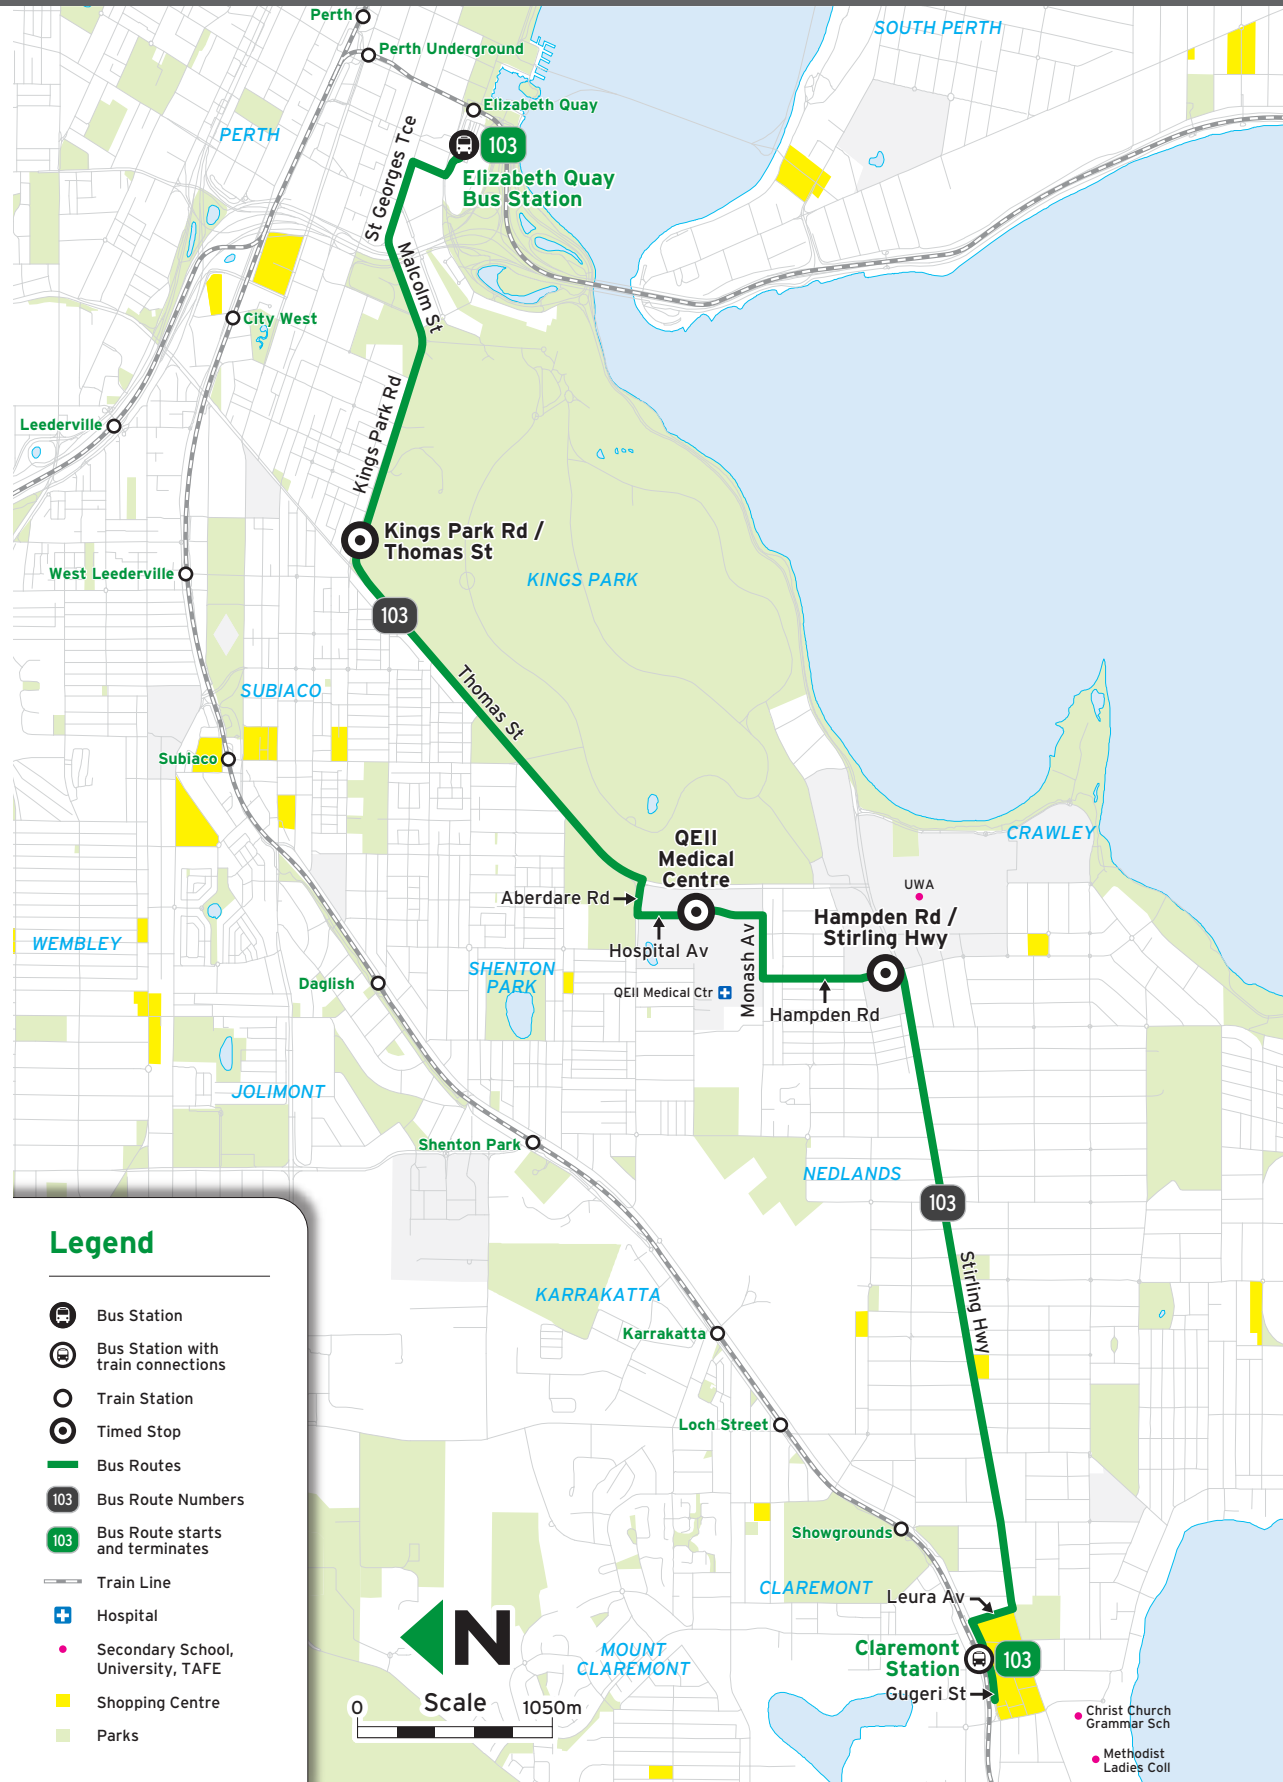 Perth
SOUTH PERTH
Perth Underground
Elizabeth Quay
PERTH
St Georges Tce
103
Elizabeth Quay
Bus Station
Malcolm St
City West
Kings Park Rd
Leederville
Kings Park Rd /
Thomas St
West Leederville
KINGS PARK
103
SUBIACO
Thomas St
Subiaco
CRAWLEY
QEII
Medical
Centre
UWA
Aberdare Rd
Hampden Rd /
Stirling Hwy
WEMBLEY
Hospital Av
Monash Av
SHENTON
PARK
Daglish
QEII Medical Ctr
Hampden Rd
JOLIMONT
Shenton Park
NEDLANDS
103
Stirling Hwy
KARRAKATTA
Karrakatta
Loch Street
Showgrounds
CLAREMONT
Leura Av
MOUNT
CLAREMONT
Claremont
Station
103
Gugeri St
Christ Church
Grammar Sch
Methodist
Ladies Coll
N
Scale
0
1050m
Legend
Bus Station
Bus Station with
train connections
Train Station
Timed Stop
Bus Routes
103
Bus Route Numbers
103
Bus Route starts
and terminates
Train Line
Hospital
Secondary School,
University, TAFE
Shopping Centre
Parks